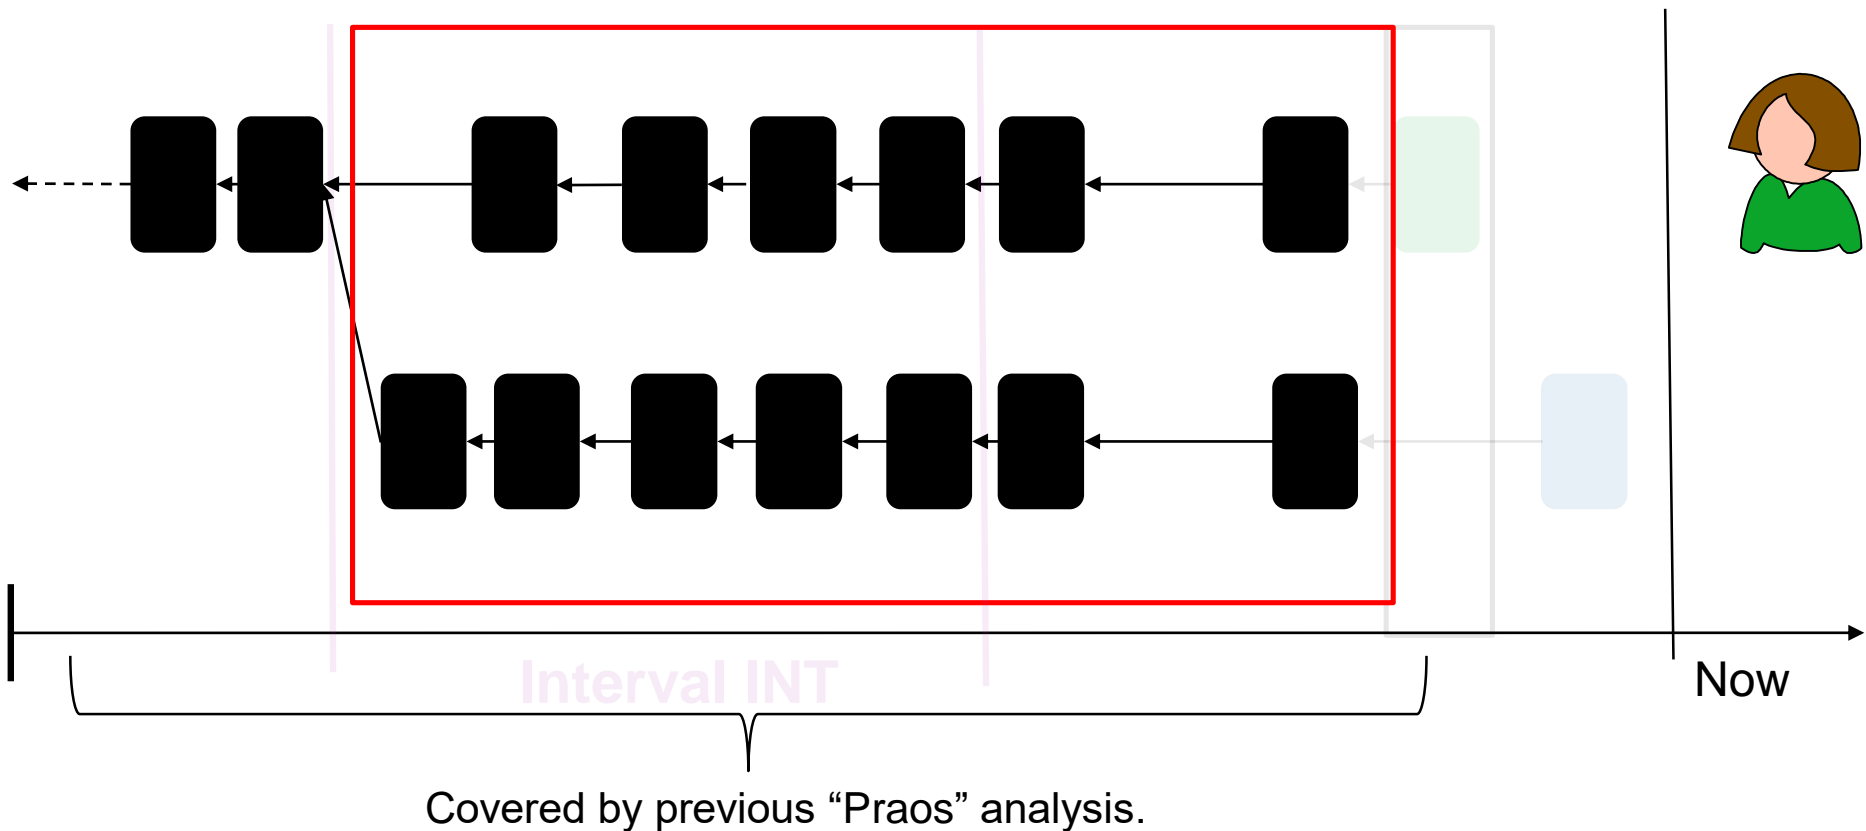 Interval INT
Now
Covered by previous “Praos” analysis.